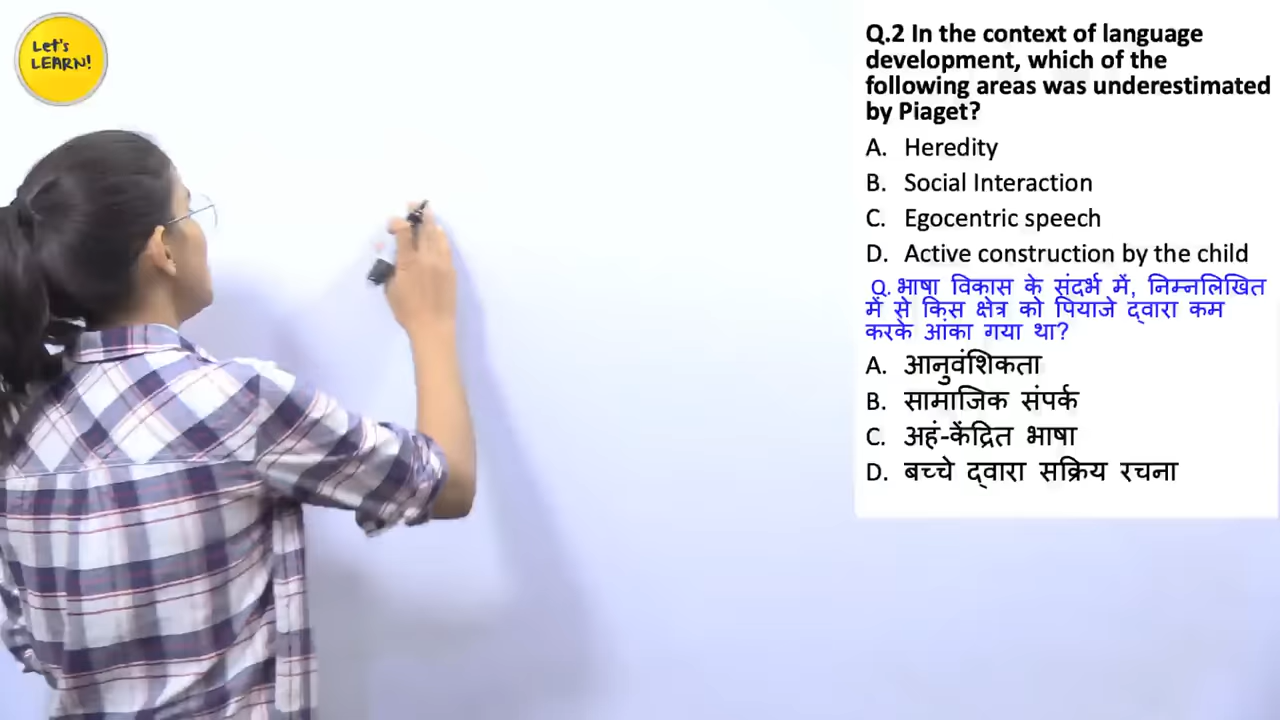 Let's
LEARN!
Q.2 In the context of language
development, which of the
following areas was underestimated
by Piaget?
A. Heredity
B. Social Interaction
C. Egocentric speech
D. Active construction by the child
Q. भाषा विकास के संदर्भ में, निम्नलिखित
में से किस क्षेत्र को पियाजे द्वारा कम
करके आंका गया था?
A. आनुवंशिकता
B. सामाजिक संपर्क
C. अहं-केंद्रित भाषा
D. बच्चे द्वारा सक्रिय रचना